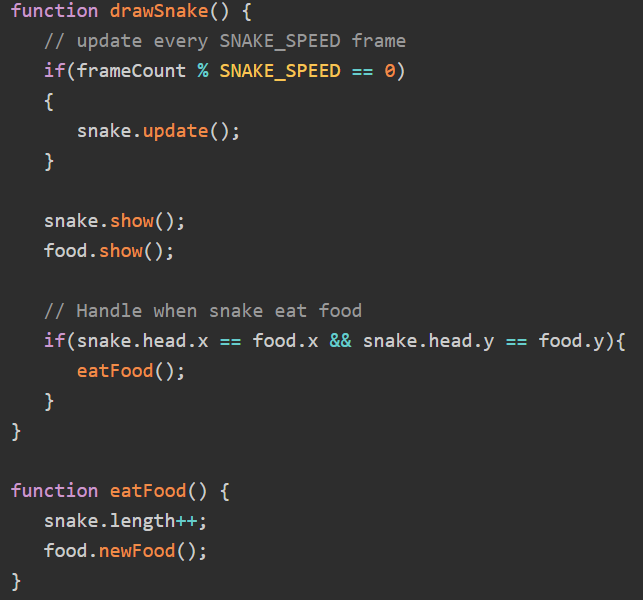 function drawSnake() {
// update every SNAKE_SPEED frame
if(frameCount % SNAKE_SPEED == 0)
{
snake.update();
}
snake.show();
food.show();
// Handle when snake eat food
if(snake.head.x == food.x && snake.head.y == food.y){
eatFood();
}
}
function eatFood() {
snake.length++;
food.newFood();
}